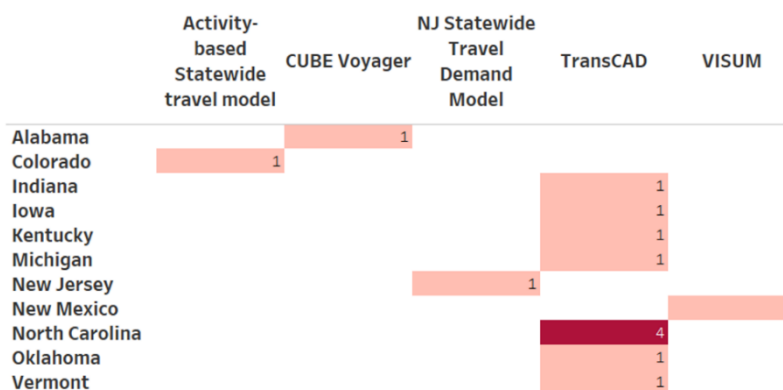 Activity-
based
Statewide
travel model
CUBE Voyager
NJ Statewide
Travel
Demand
Model
TransCAD
VISUM
Alabama 1
Colorado 1
Indiana 1
Iowa 1
Kentucky 1
Michigan 1
New Jersey 1
New Mexico
North Carolina 4
Oklahoma 1
Vermont 1